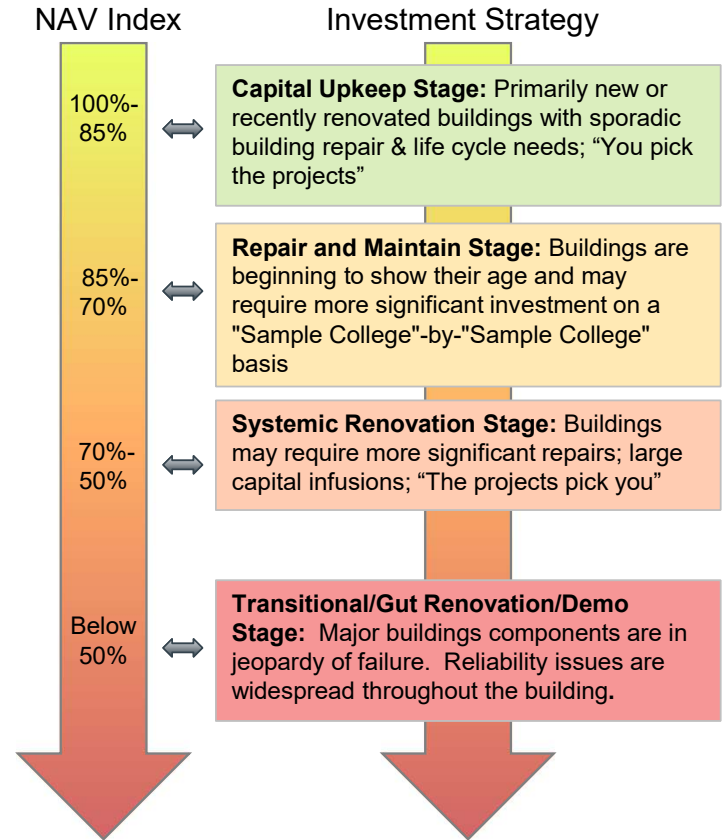 NAV Index
Investment Strategy
100%-
85%
Capital Upkeep Stage: Primarily new or
recently renovated buildings with sporadic
building repair & life cycle needs; “You pick
the projects”
85%-
70%
Repair and Maintain Stage: Buildings are
beginning to show their age and may
require more significant investment on a
"Sample College"-by-"Sample College"
basis
70%-
50%
Systemic Renovation Stage: Buildings
may require more significant repairs; large
capital infusions; “The projects pick you”
Below
50%
Transitional/Gut Renovation/Demo
Stage:  Major buildings components are in
jeopardy of failure.  Reliability issues are
widespread throughout the building.